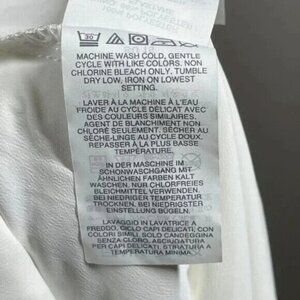 30
MACHINE WASH COLD, GENTLE
CYCLE WITH LIKE COLORS. NON
CHLORINE BLEACH ONLY. TUMBLE
DRY LOW, IRON ON LOWEST
SETTING.
LAVER À LA MACHINE À L'EAU
FROIDE AU CYCLE DÉLICAT AVEC
DES COULEURS SIMILAIRES.
AGENT DE BLANCHIMENT NON
CHLORÉ SEULEMENT. SÉCHER AU
SÈCHE-LINGE AU CYCLE DOUX.
REPASSER À LA PLUS BASSE
TEMPÉRATURE.
IN DER MASCHINE IM
SCHONWASCHGANG MIT
ÄHNLICHEN FARBEN KALT
WASCHEN, NUR CHLORFREIES
BLEICHMITTEL VERWENDEN.
BEI NIEDRIGER TEMPERATUR
TROCKNEN. BEI NIEDRIGSTER
EINSTELLUNG BÜGELN.
LAVAGGIO IN LAVATRICE A
FREDDO, CICLO CAPI DELICATI, CON
COLORI SIMILI. SOLO CANDEGGINA
SENZA CLORO. ASCIUGATURA
PER CAPI DELICATI. STIRATURA A
TEMPERATURA MINIMA.